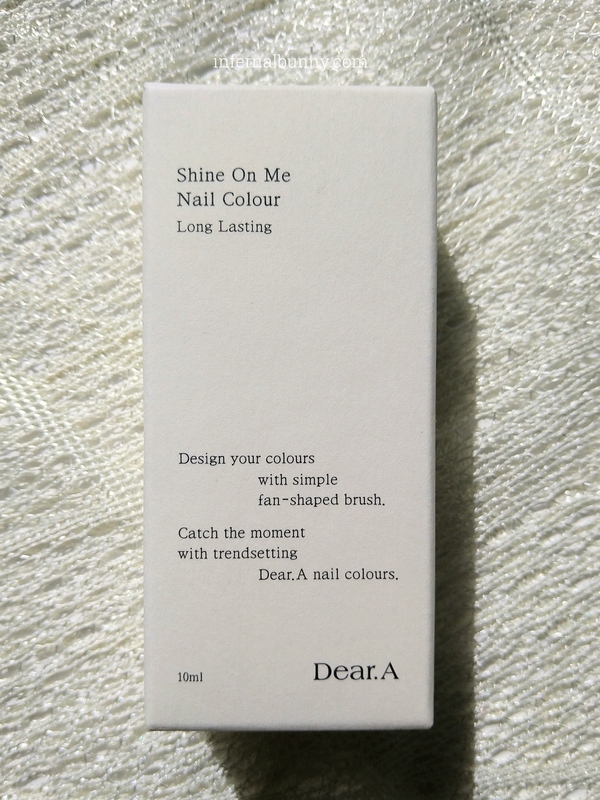 infernalbunny.com
Shine On Me
Nail Colour
Long Lasting
Design your colours
with simple
fan-shaped brush.
Catch the moment
with trendsetting
Dear.A nail colours.
10ml
Dear.A